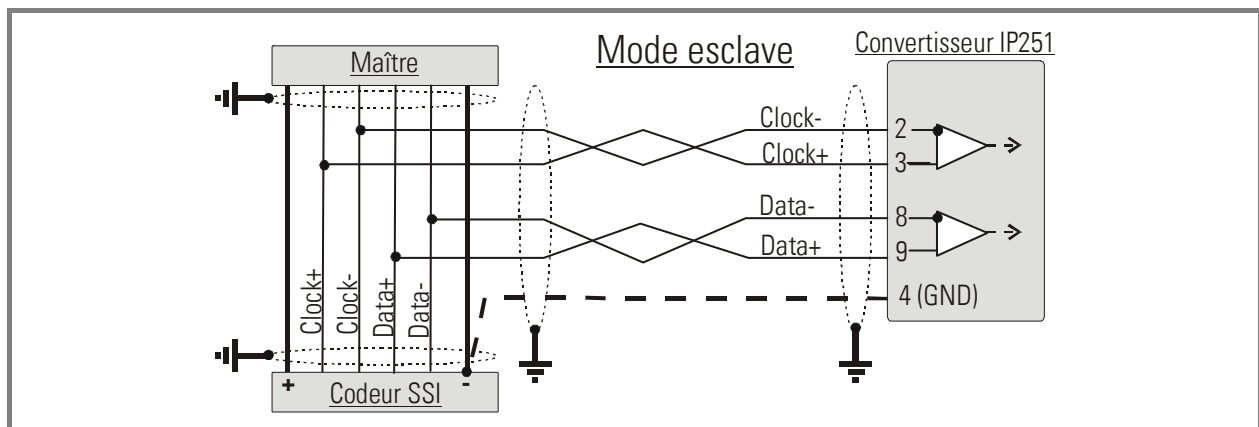 Mode esclave
Maître
Convertisseur IP251
Clock-
2
Clock+
3
Data-
8
Data+
9
4 (GND)
Clock+
Clock-
Data+
Data-
+
-
Codeur SSI